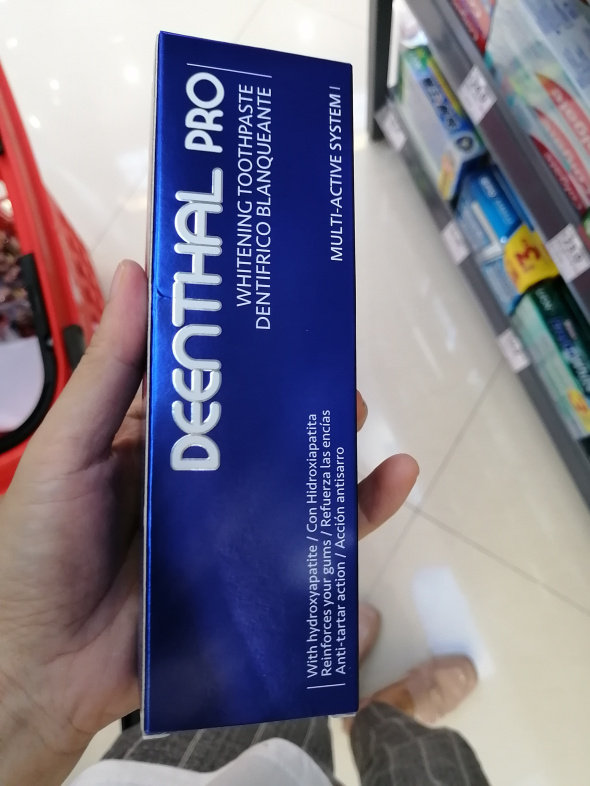 DEENTHAL PRO
WHITENING TOOTHPASTE
DENTIFRICO BLANQUEANTE
MULTI-ACTIVE SYSTEM
With hydroxyapatite / Con Hidroxiapatita
Reinforces your gums / Refuerza las encías
Anti-tartar action / Acción antisarro